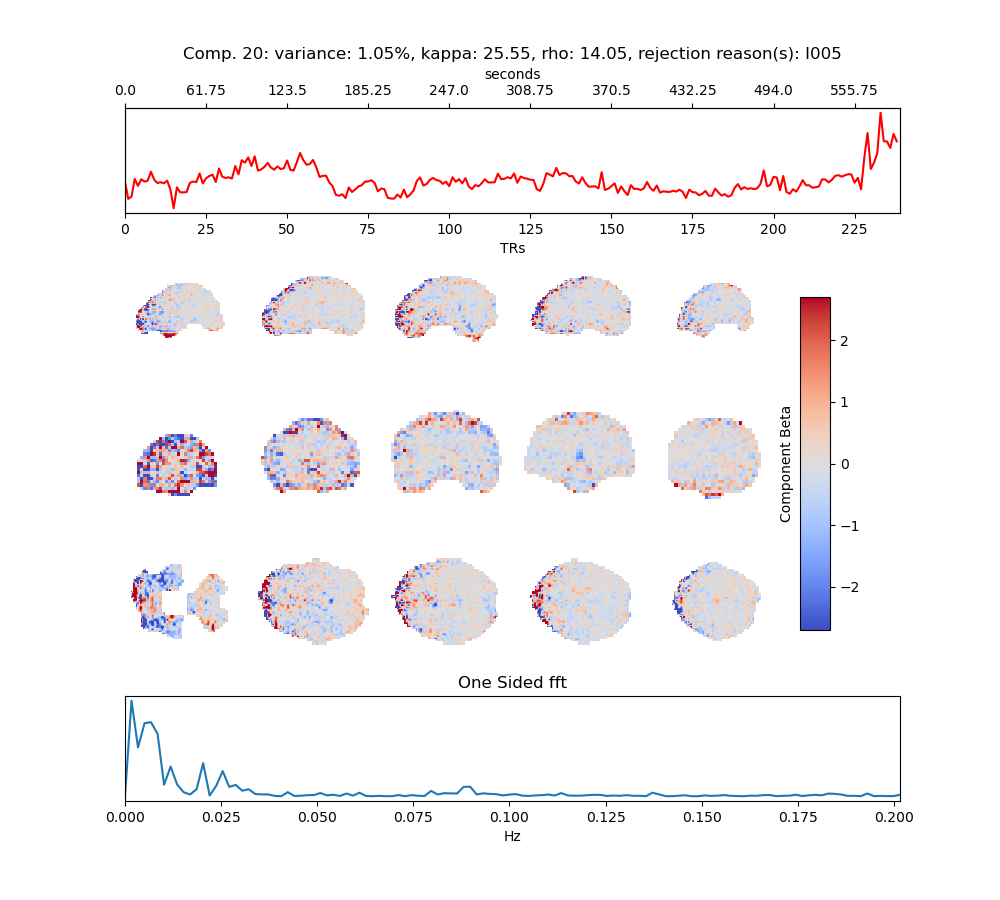 Comp. 20: variance: 1.05%, kappa: 25.55, rho: 14.05, rejection reason(s): I005
seconds
0.0 61.75 123.5 185.25 247.0 308.75 370.5 432.25 494.0 555.75
0 25 50 75 100 125 150 175 200 225
TRs
2
1
0
−1
−2
Component Beta
One Sided fft
0.000 0.025 0.050 0.075 0.100 0.125 0.150 0.175 0.200
Hz